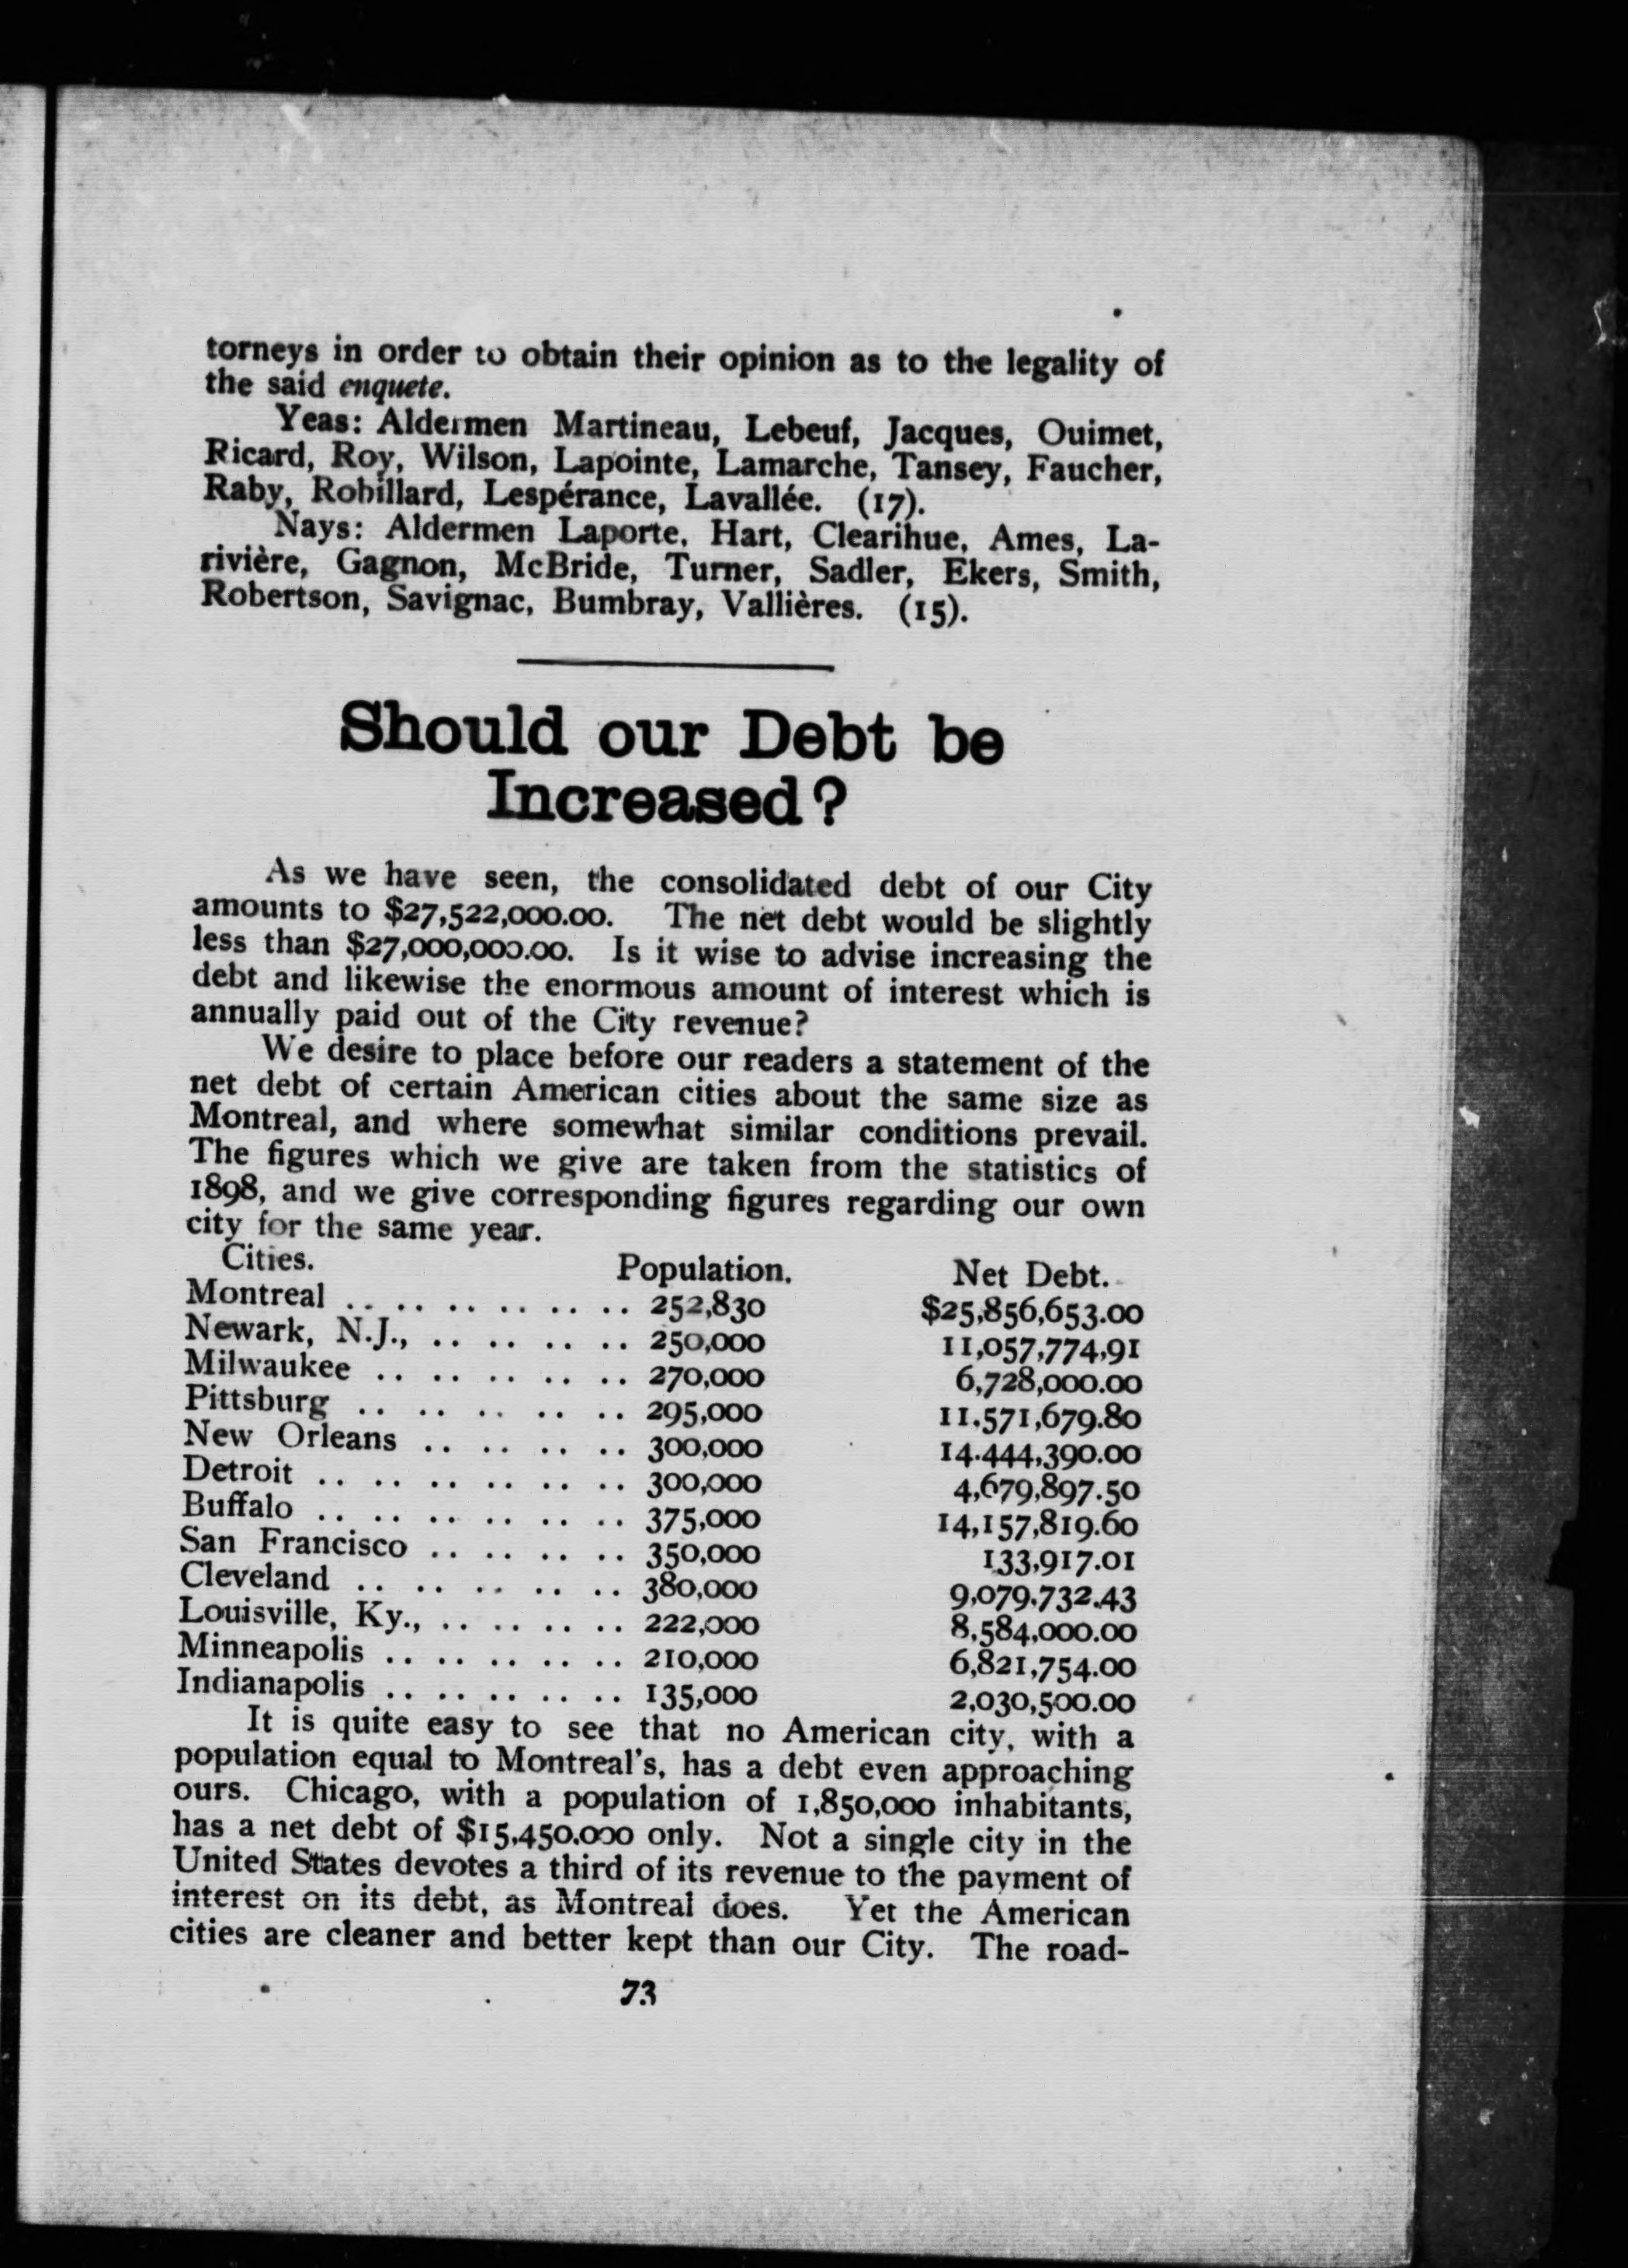 torneys in order to obtain their opinion as to the legality of
the said enquete.
Yeas: Aldermen Martineau, Lebeuf, Jacques, Ouimet,
Ricard, Roy, Wilson, Lapointe, Lamarche, Tansey, Faucher,
Raby, Robillard, Lespérance, Lavallée. (17).
Nays: Aldermen Laporte, Hart, Clearihue, Ames, La-
rivière, Gagnon, McBride, Turner, Sadler, Ekers, Smith,
Robertson, Savignac, Bumbray, Vallières. (15).
Should our Debt be
Increased?
As we have seen, the consolidated debt of our City
amounts to $27,522,000.00. The net debt would be slightly
less than $27,000,000.00. Is it wise to advise increasing the
debt and likewise the enormous amount of interest which is
annually paid out of the City revenue?
We desire to place before our readers a statement of the
net debt of certain American cities about the same size as
Montreal, and where somewhat similar conditions prevail.
The figures which we give are taken from the statistics of
1898, and we give corresponding figures regarding our own
city for the same year.
Cities. Population. Net Debt.
Montreal .. .. .. .. .. .. 252,830 $25,856,653.00
Newark, N.J., .. .. .. .. 250,000 11,057,774,91
Milwaukee .. .. .. .. .. 270,000 6,728,000.00
Pittsburg .. .. .. .. .. 295,000 11.571,679.80
New Orleans .. .. .. .. 300,000 14.444,390.00
Detroit .. .. .. .. .. .. 300,000 4,679,897.50
Buffalo .. .. .. .. .. .. 375,000 14,157,819.60
San Francisco .. .. .. .. 350,000 133,917.01
Cleveland .. .. .. .. .. 380,000 9,079,732.43
Louisville, Ky., .. .. .. .. 222,000 8,584,000.00
Minneapolis .. .. .. .. .. 210,000 6,821,754.00
Indianapolis .. .. .. .. .. 135,000 2,030,500.00
It is quite easy to see that no American city, with a
population equal to Montreal's, has a debt even approaching
ours. Chicago, with a population of 1,850,000 inhabitants,
has a net debt of $15,450,000 only. Not a single city in the
United States devotes a third of its revenue to the payment of
interest on its debt, as Montreal does. Yet the American
cities are cleaner and better kept than our City. The road-
73